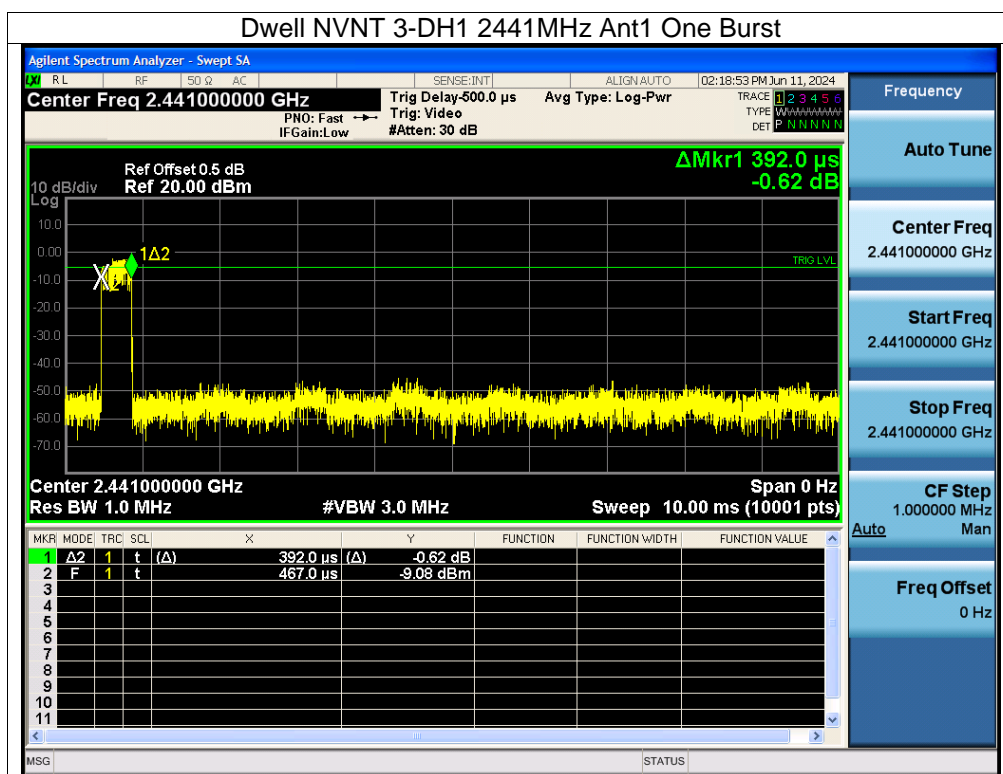 Dwell NVNT 3-DH1 2441MHz Ant1 One Burst
Agilent Spectrum Analyzer - Swept SA
LXI RL RF 50 Ω AC SENSE:INT ALIGNAUTO 02:18:53 PM Jun 11, 2024
Center Freq 2.441000000 GHz Trig Delay-500.0 µs Avg Type: Log-Pwr TRACE 1 2 3 4 5 6
PNO: Fast Trig: Video TYPE WWWWWW
IFGain:Low #Atten: 30 dB DET P N N N N N
Frequency
Auto Tune
Center Freq
2.441000000 GHz
Start Freq
2.441000000 GHz
Stop Freq
2.441000000 GHz
CF Step
1.000000 MHz
Auto Man
Freq Offset
0 Hz
ΔMkr1 392.0 µs
-0.62 dB
Ref Offset 0.5 dB
10 dB/div Ref 20.00 dBm
Log
10.0
0.00
-10.0
-20.0
-30.0
-40.0
-50.0
-60.0
-70.0
1Δ2
TRIG LVL
Center 2.441000000 GHz Span 0 Hz
Res BW 1.0 MHz #VBW 3.0 MHz Sweep 10.00 ms (10001 pts)
MKR MODE TRC SCL X Y FUNCTION FUNCTION WIDTH FUNCTION VALUE
1 Δ2 1 t (Δ) 392.0 µs (Δ) -0.62 dB
2 F 1 t 467.0 µs -9.08 dBm
3
4
5
6
7
8
9
10
11
MSG STATUS